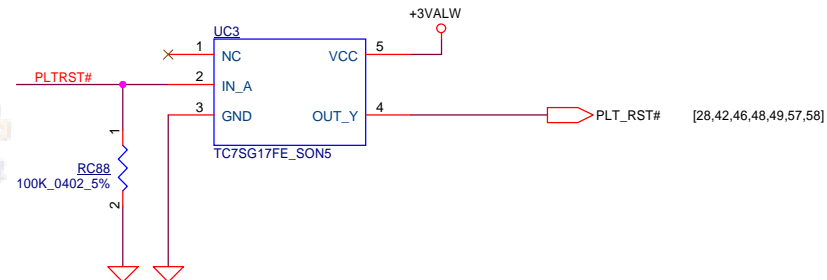 +3VALW
UC3
1 NC VCC 5
PLTRST# 2 IN_A
3 GND OUT_Y 4 PLT_RST# [28,42,46,48,49,57,58]
1
TC7SG17FE_SON5
RC88
100K_0402_5%
2